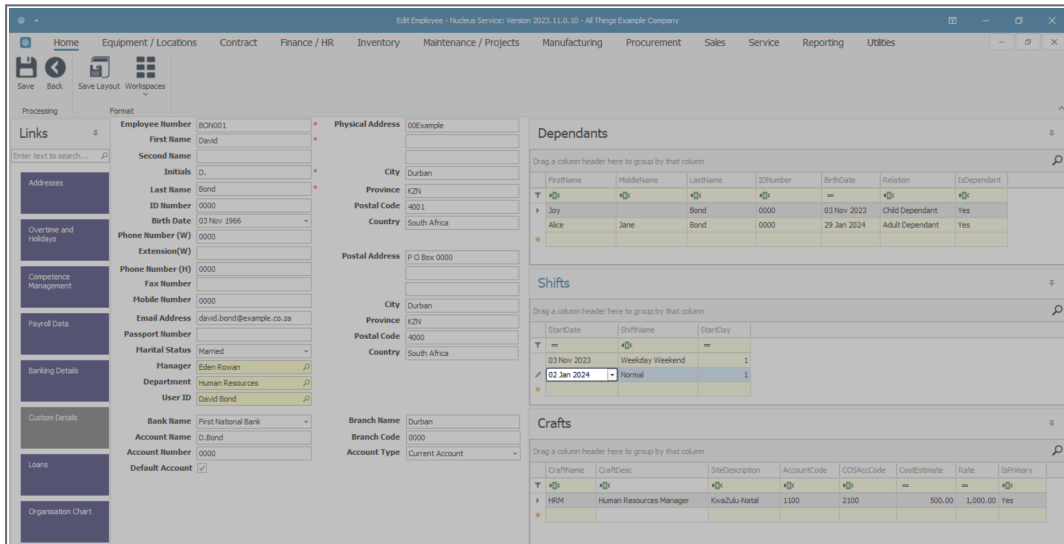 Edit Employee - Nucleus Service: Version 2023.11.0.10 - All Things Example Company
Home Equipment / Locations Contract Finance / HR Inventory Maintenance / Projects Manufacturing Procurement Sales Service Reporting Utilities
Save Back Save Layout Workspaces
Processing Format
Links
Enter text to search...
Addresses
Overtime and
Holidays
Competence
Management
Payroll Data
Banking Details
Custom Details
Loans
Organisation Chart
Employee Number BON001 *
First Name David *
Second Name
Initials D. *
Last Name Bond *
ID Number 0000
Birth Date 03 Nov 1966
Phone Number (W) 0000
Extension(W)
Phone Number (H) 0000
Fax Number
Mobile Number 0000
Email Address david.bond@example.co.za
Passport Number
Marital Status Married
Manager Eden Rowan
Department Human Resources
User ID David Bond
Bank Name First National Bank
Account Name D.Bond
Account Number 0000
Default Account
Physical Address 00Example
City Durban
Province KZN
Postal Code 4001
Country South Africa
Postal Address P O Box 0000
City Durban
Province KZN
Postal Code 4000
Country South Africa
Branch Name Durban
Branch Code 0000
Account Type Current Account
Dependants
Drag a column header here to group by that column
FirstName MiddleName LastName IDNumber BirthDate Relation IsDependant
=
Joy Bond 0000 03 Nov 2023 Child Dependant Yes
Alice Jane Bond 0000 29 Jan 2024 Adult Dependant Yes
Shifts
Drag a column header here to group by that column
StartDate ShiftName StartDay
= =
03 Nov 2023 Weekday Weekend 1
02 Jan 2024 Normal 1
Crafts
Drag a column header here to group by that column
CraftName CraftDesc SiteDescription AccountCode COSAccCode CostEstimate Rate IsPrimary
= =
HRM Human Resources Manager KwaZulu-Natal 1100 2100 500.00 1,000.00 Yes